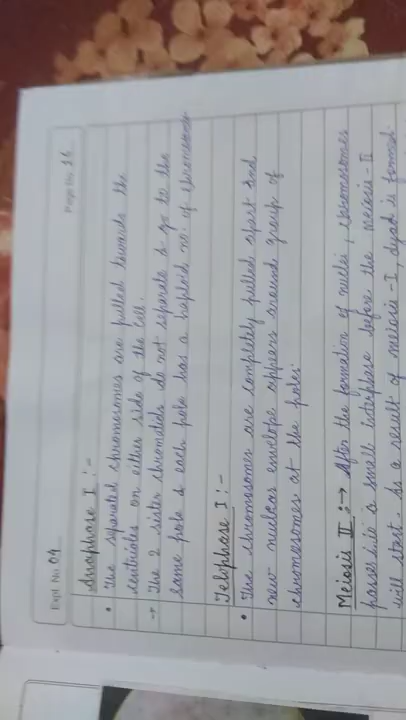 Expt. No. 04
Page No. 16
Anaphase I :-
• The separated chromosomes are pulled towards the
centrioles on either side of the cell.
→ The 2 sister chromatids do not separate & go to the
same pole & each pole has a haploid no. of chromosomes
Telophase I :-
• The chromosomes are completly pulled apart and
new nuclear envelope appears around group of
chromosomes at the poles.
Meiosis II :→ After the formation of nuclei, chromosomes
passes into a small interphase before the meiosis-II
will start. As a result of meiosis-I, dyad is formed